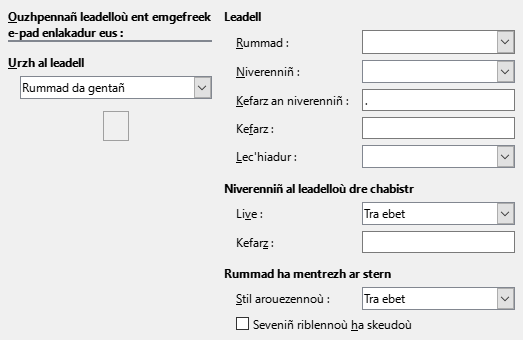 Ouzhpennañ leadelloù ent emgefreek
e-pad enlakadur eus :
Urzh al leadell
Rummad da gentañ
Leadell
Rummad :
Niverenniñ :
Kefarz an niverenniñ :
.
Kefarz :
Lec'hiadur :
Niverenniñ al leadelloù dre chabistr
Live :
Tra ebet
Kefarz :
Rummad ha mentrezh ar stern
Stil arouezennoù :
Tra ebet
Seveniñ riblennoù ha skeudoù